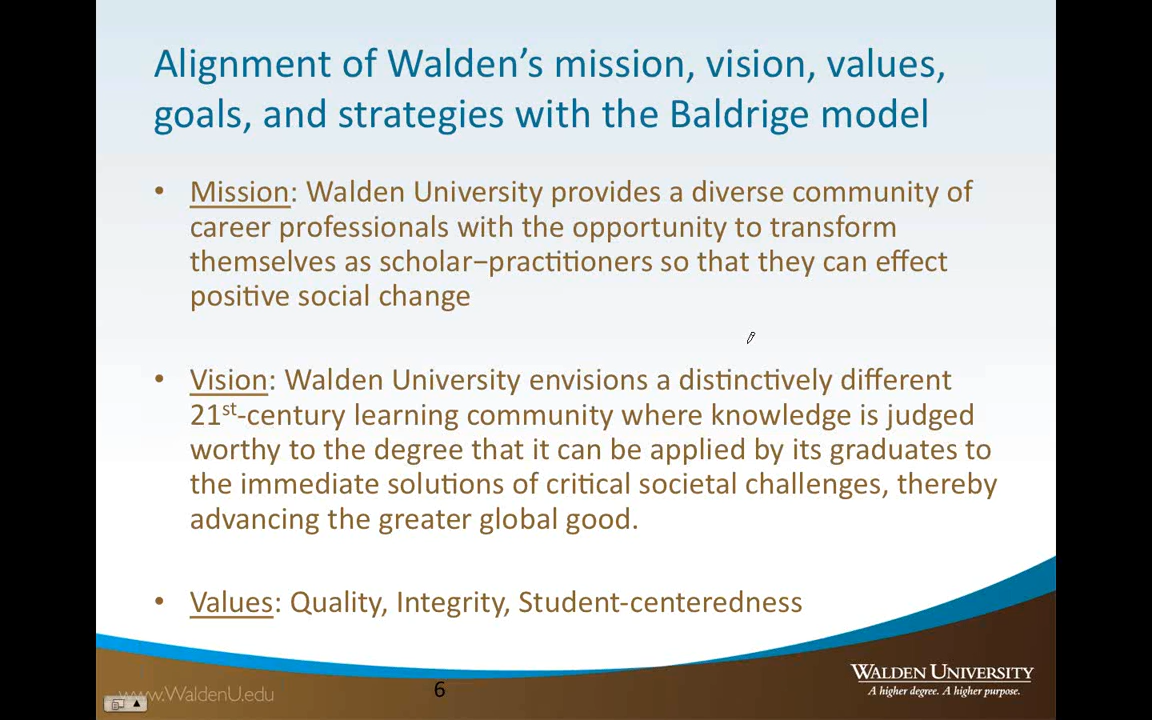 Alignment of Walden's mission, vision, values,
goals, and strategies with the Baldrige model
• Mission: Walden University provides a diverse community of
career professionals with the opportunity to transform
themselves as scholar–practitioners so that they can effect
positive social change
• Vision: Walden University envisions a distinctively different
21st-century learning community where knowledge is judged
worthy to the degree that it can be applied by its graduates to
the immediate solutions of critical societal challenges, thereby
advancing the greater global good.
• Values: Quality, Integrity, Student-centeredness
WALDEN UNIVERSITY
A higher degree. A higher purpose.
www.WaldenU.edu
6